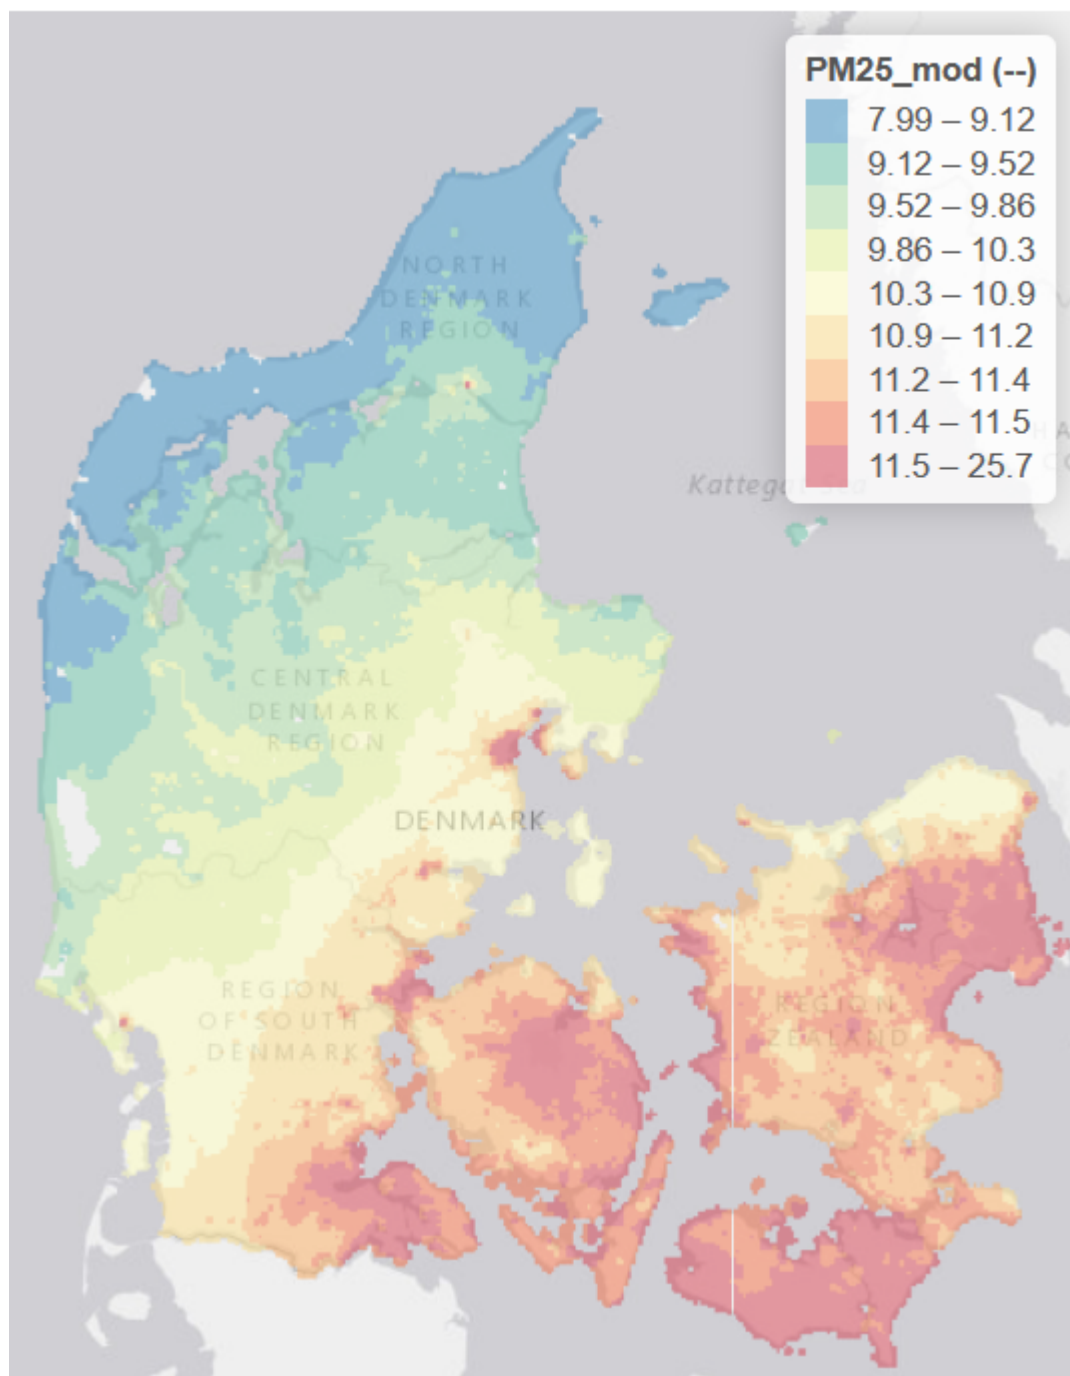 PM25_mod (--)
7.99 – 9.12
9.12 – 9.52
9.52 – 9.86
9.86 – 10.3
10.3 – 10.9
10.9 – 11.2
11.2 – 11.4
11.4 – 11.5
11.5 – 25.7
NORTH
DENMARK
REGION
Kattegat Sea
CENTRAL
DENMARK
REGION
DENMARK
REGION
OF SOUTH
DENMARK
REGION
ZEALAND